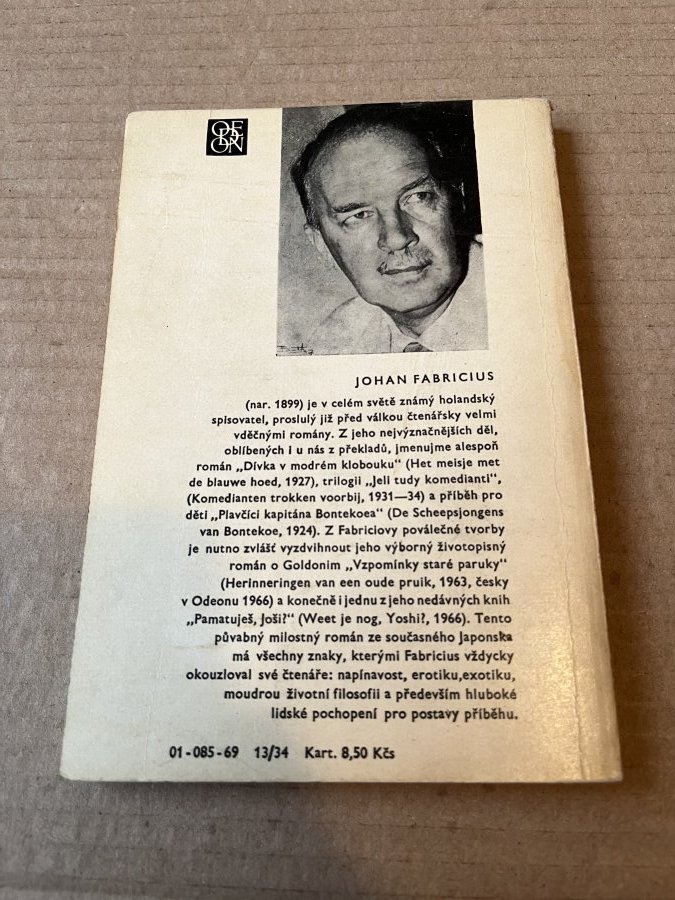 ODEON
JOHAN FABRICIUS
(nar. 1899) je v celém světě známý holandský
spisovatel, proslulý již před válkou čtenářsky velmi
vděčnými romány. Z jeho nejvýznačnějších děl,
oblíbených i u nás z překladů, jmenujme alespoň
román „Dívka v modrém klobouku“ (Het meisje met
de blauwe hoed, 1927), trilogii „Jeli tudy komedianti“,
(Komedianten trokken voorbij, 1931—34) a příběh pro
děti „Plavčíci kapitána Bontekoea“ (De Scheepsjongens
van Bontekoe, 1924). Z Fabriciovy poválečné tvorby
je nutno zvlášť vyzdvihnout jeho výborný životopisný
román o Goldonim „Vzpomínky staré paruky“
(Herinneringen van een oude pruik, 1963, česky
v Odeonu 1966) a konečně i jednu z jeho nedávných knih
„Pamatuješ, Joši?“ (Weet je nog, Yoshi?, 1966). Tento
půvabný milostný román ze současného Japonska
má všechny znaky, kterými Fabricius vždycky
okouzloval své čtenáře: napínavost, erotiku,exotiku,
moudrou životní filosofii a především hluboké
lidské pochopení pro postavy příběhu.
01-085-69 13/34 Kart. 8,50 Kčs